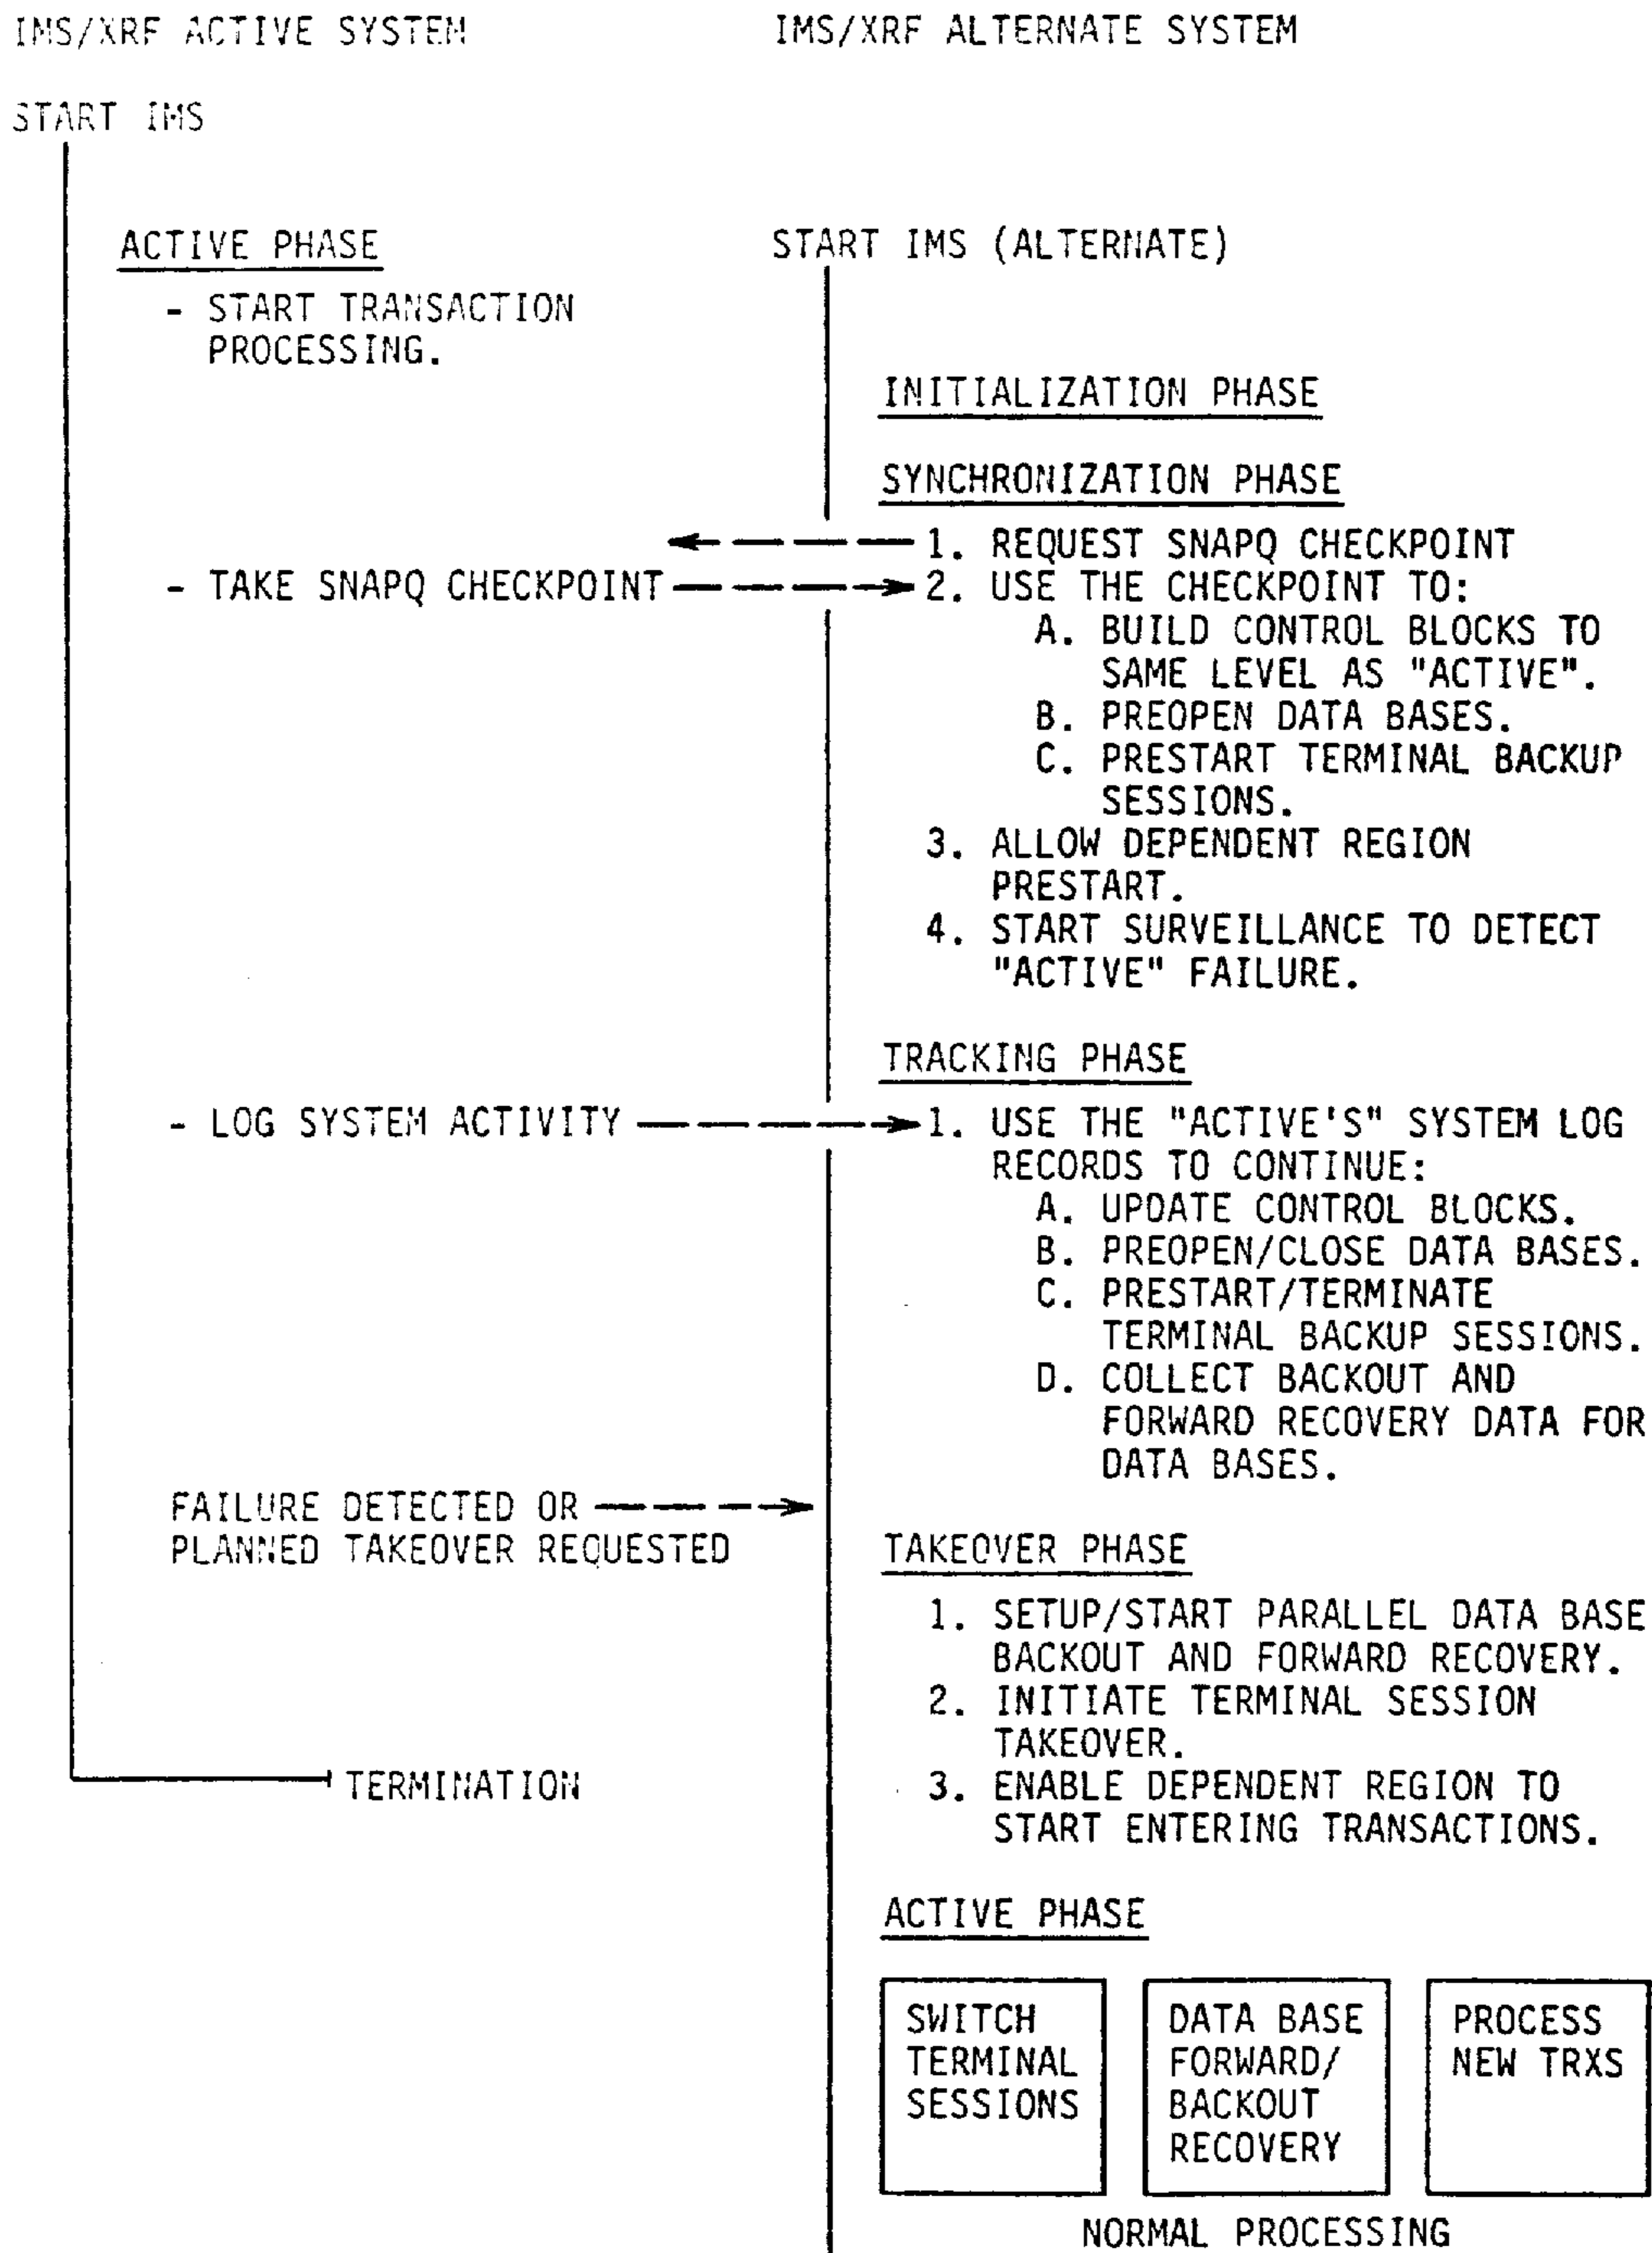 IMS/XRF ACTIVE SYSTEM
IMS/XRF ALTERNATE SYSTEM
START IMS
ACTIVE PHASE
- START TRANSACTION
PROCESSING.
START IMS (ALTERNATE)
INITIALIZATION PHASE
SYNCHRONIZATION PHASE
1. REQUEST SNAPQ CHECKPOINT
- TAKE SNAPQ CHECKPOINT
2. USE THE CHECKPOINT TO:
A. BUILD CONTROL BLOCKS TO
SAME LEVEL AS "ACTIVE".
B. PREOPEN DATA BASES.
C. PRESTART TERMINAL BACKUP
SESSIONS.
3. ALLOW DEPENDENT REGION
PRESTART.
4. START SURVEILLANCE TO DETECT
"ACTIVE" FAILURE.
TRACKING PHASE
- LOG SYSTEM ACTIVITY
1. USE THE "ACTIVE'S" SYSTEM LOG
RECORDS TO CONTINUE:
A. UPDATE CONTROL BLOCKS.
B. PREOPEN/CLOSE DATA BASES.
C. PRESTART/TERMINATE
TERMINAL BACKUP SESSIONS.
D. COLLECT BACKOUT AND
FORWARD RECOVERY DATA FOR
DATA BASES.
FAILURE DETECTED OR
PLANNED TAKEOVER REQUESTED
TAKEOVER PHASE
1. SETUP/START PARALLEL DATA BASE
BACKOUT AND FORWARD RECOVERY.
2. INITIATE TERMINAL SESSION
TAKEOVER.
TERMINATION
3. ENABLE DEPENDENT REGION TO
START ENTERING TRANSACTIONS.
ACTIVE PHASE
SWITCH
TERMINAL
SESSIONS
DATA BASE
FORWARD/
BACKOUT
RECOVERY
PROCESS
NEW TRXS
NORMAL PROCESSING